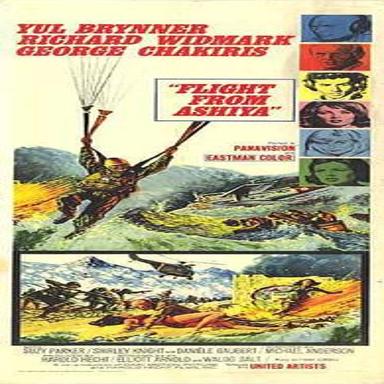 YUL BRYNNER
RICHARD WIDMARK
GEORGE CHAKIRIS
"FLIGHT
FROM
ASHIYA"
PANAVISION
EASTMAN COLOR
SUZY PARKER / SHIRLEY KNIGHT DANIÈLE GAUBERT / MICHAEL ANDERSON
HAROLD HECHT / ELLIOTT ARNOLD AND WALDO SALT /
UNITED ARTISTS